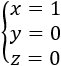 x = 1
y = 0
z = 0